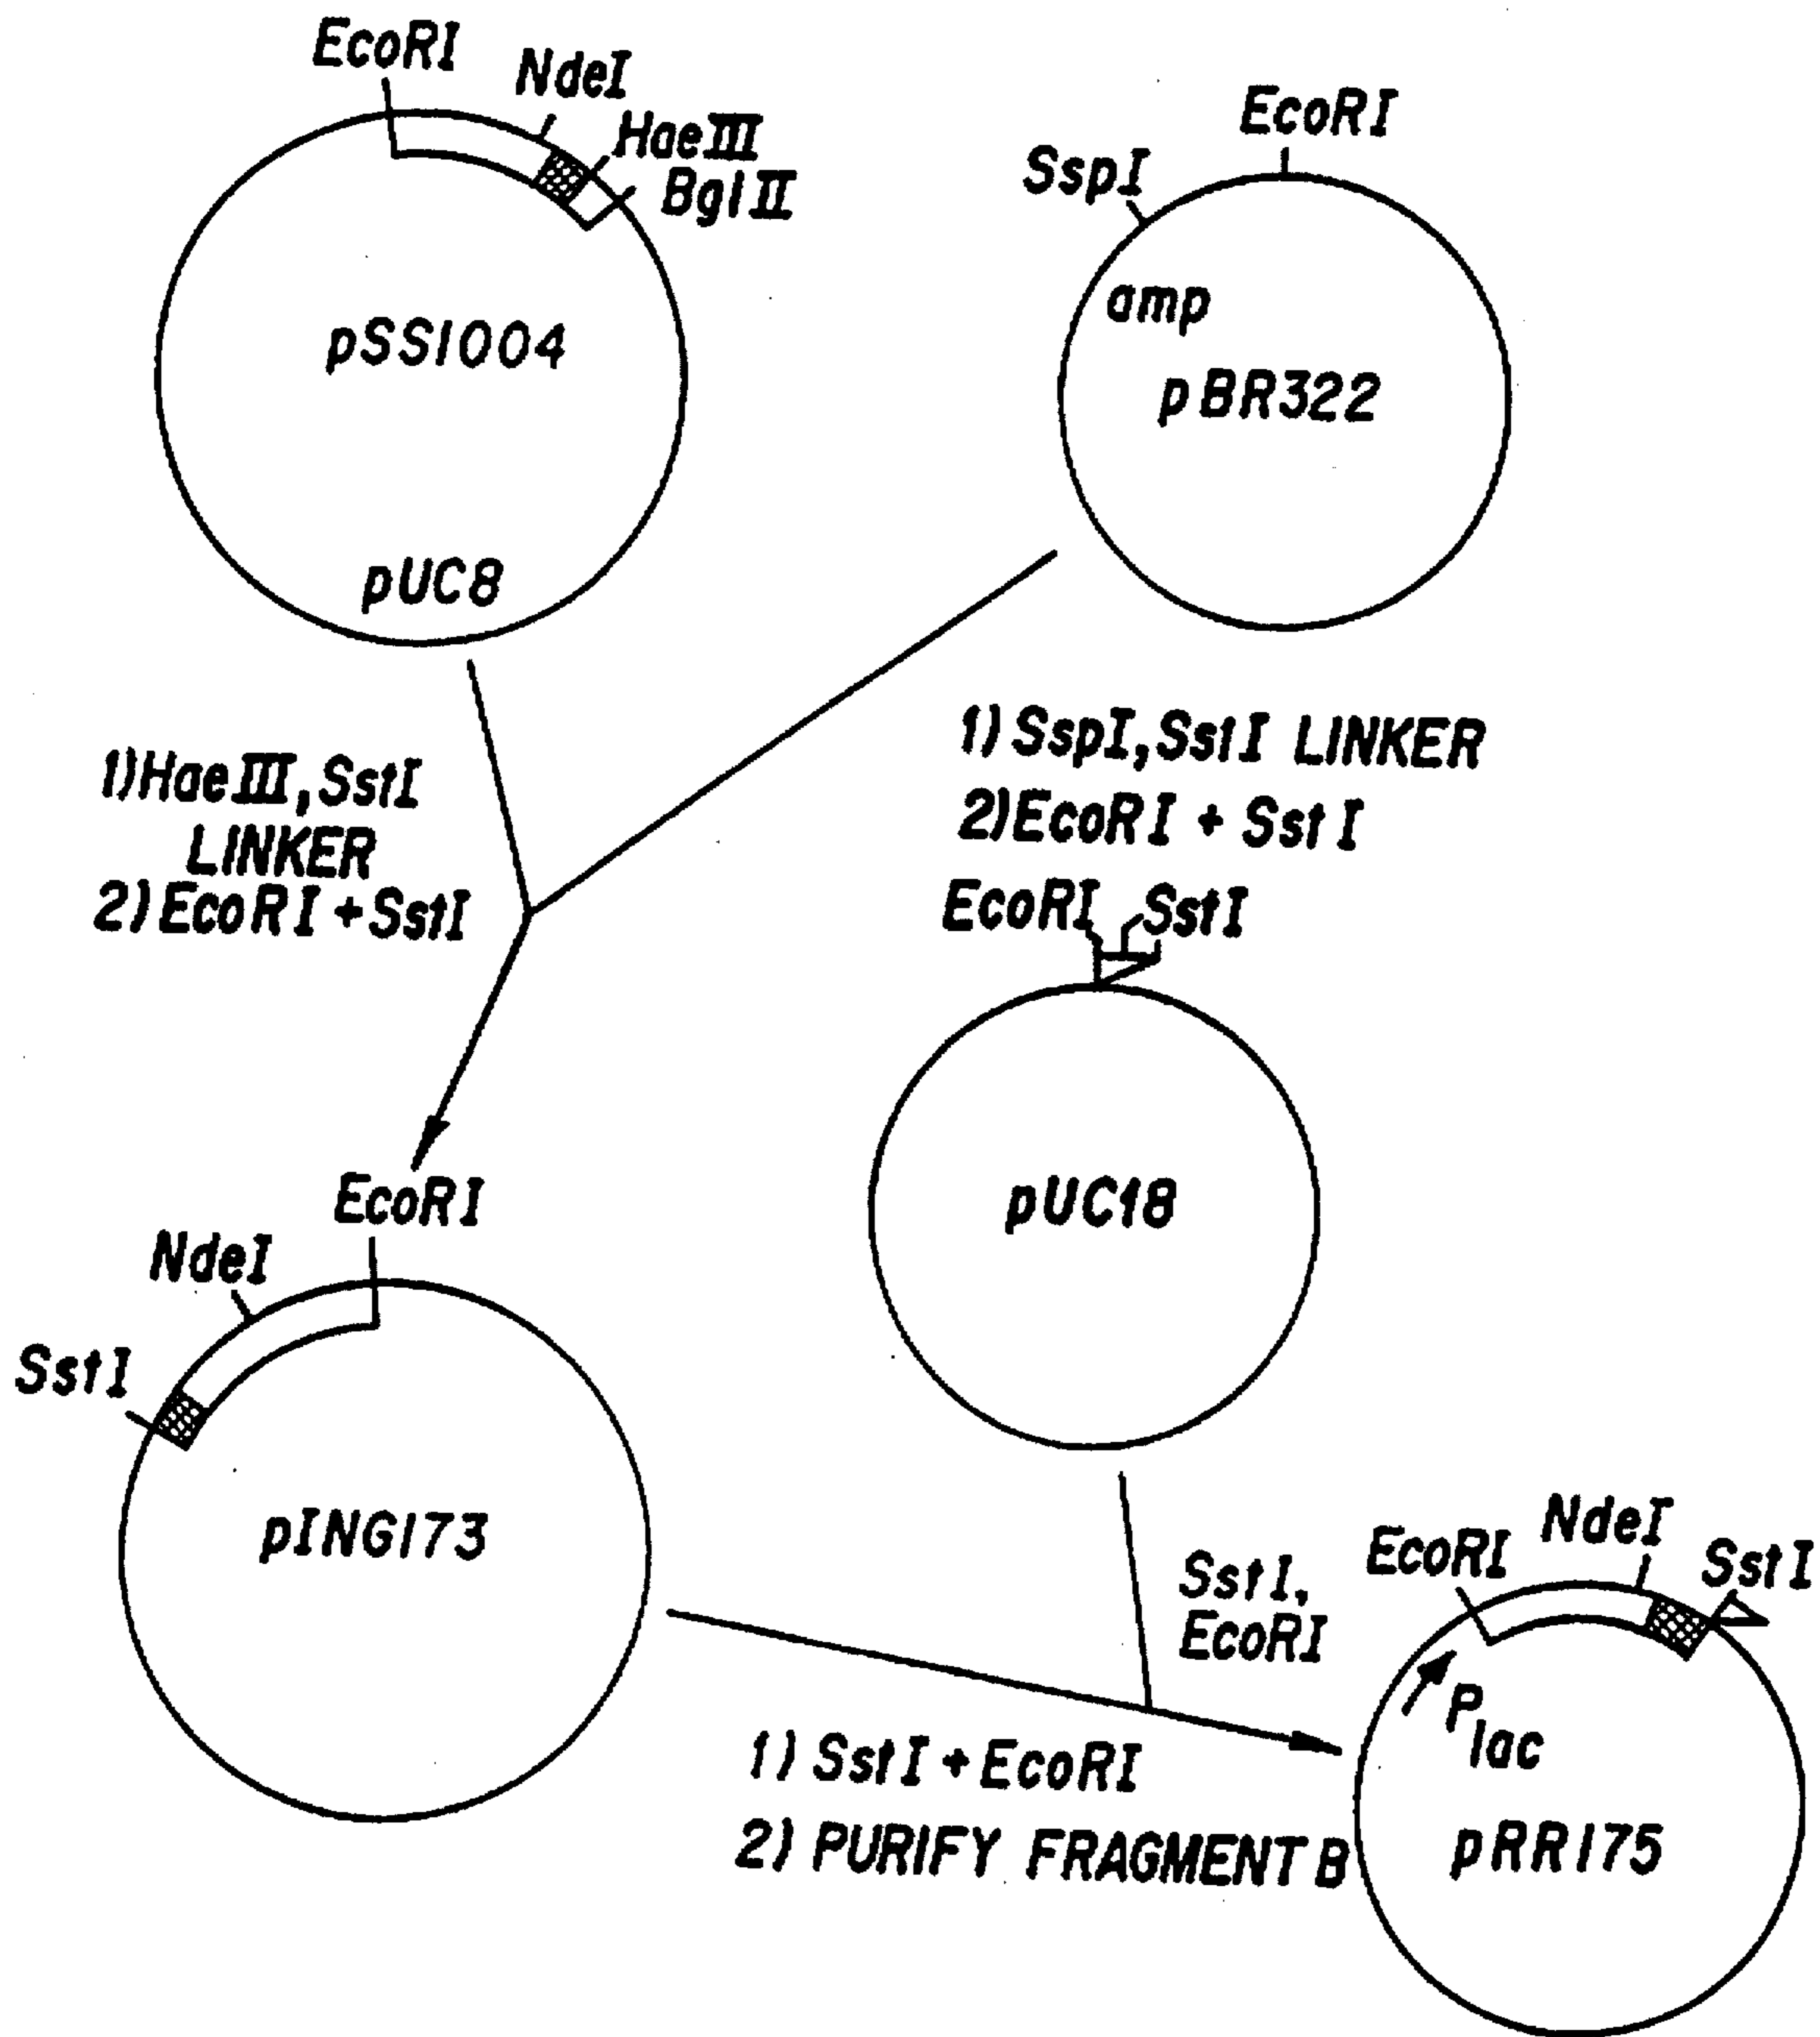 EcoRI
NdeI
HaeIII
BglII
pSS1004
pUC8
EcoRI
SspI
amp
pBR322
1)HaeIII,SstI
LINKER
2)EcoRI+SstI
1)SspI,SstI LINKER
2)EcoRI + SstI
EcoRI
SstI
pUC18
EcoRI
NdeI
SstI
pING173
SstI,
EcoRI
1) SstI+EcoRI
2) PURIFY FRAGMENT B
EcoRI
NdeI
SstI
Plac
pRR175